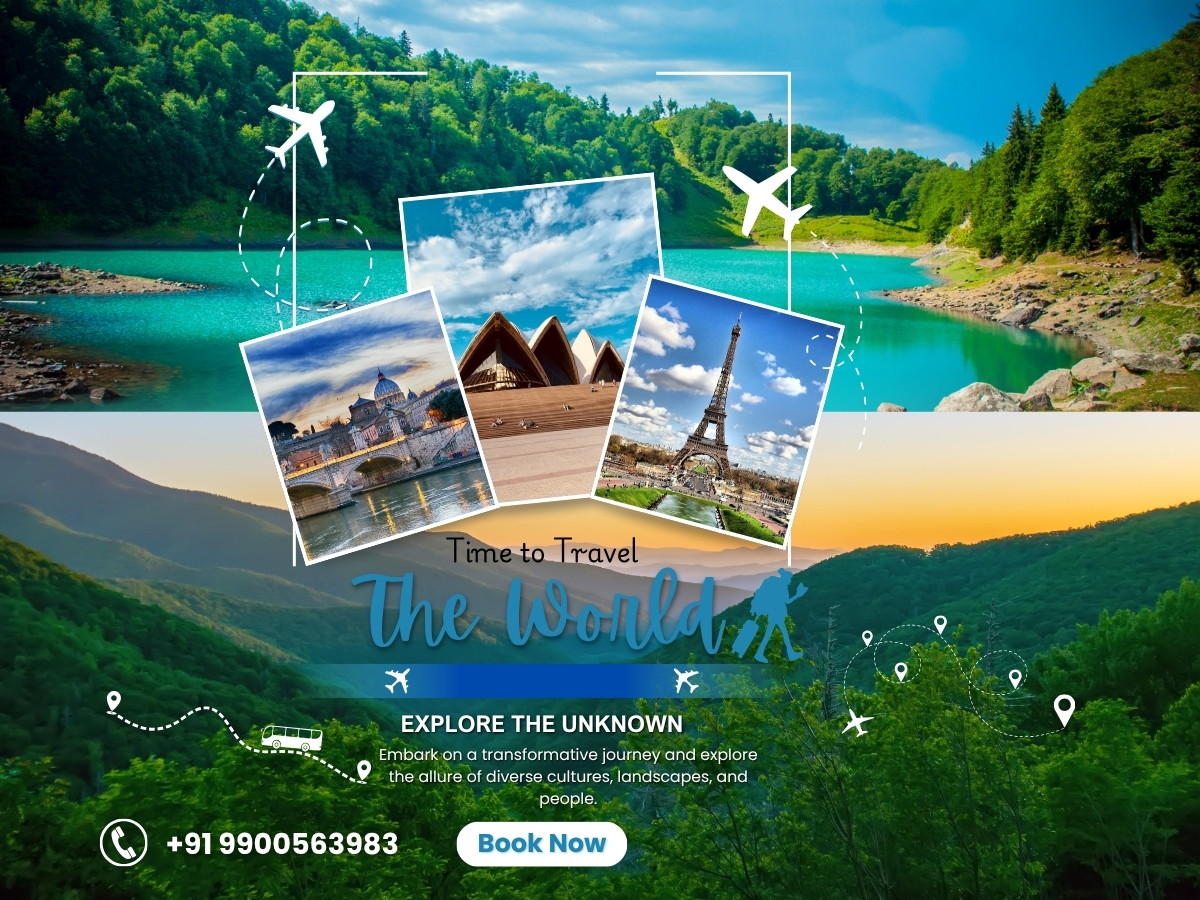 Time to Travel
The World
EXPLORE THE UNKNOWN
Embark on a transformative journey and explore
the allure of diverse cultures, landscapes, and
people.
+91 9900563983
Book Now